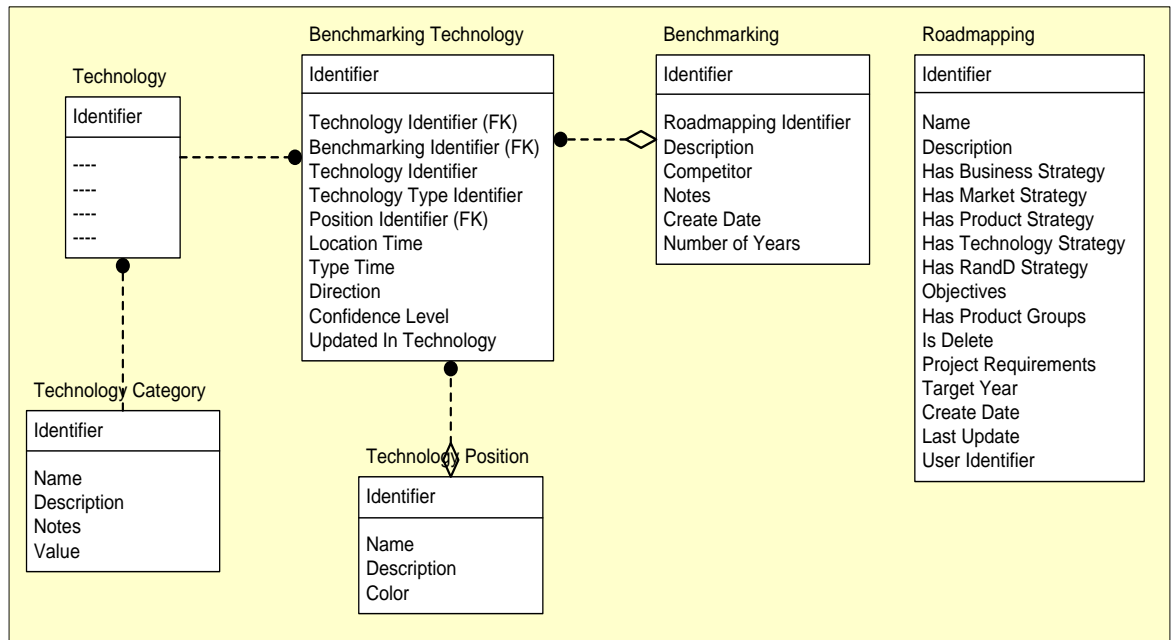 Technology
Identifier
----
----
----
----
Technology Category
Identifier
Name
Description
Notes
Value
Benchmarking Technology
Identifier
Technology Identifier (FK)
Benchmarking Identifier (FK)
Technology Identifier
Technology Type Identifier
Position Identifier (FK)
Location Time
Type Time
Direction
Confidence Level
Updated In Technology
Technology Position
Identifier
Name
Description
Color
Benchmarking
Identifier
Roadmapping Identifier
Description
Competitor
Notes
Create Date
Number of Years
Roadmapping
Identifier
Name
Description
Has Business Strategy
Has Market Strategy
Has Product Strategy
Has Technology Strategy
Has RandD Strategy
Objectives
Has Product Groups
Is Delete
Project Requirements
Target Year
Create Date
Last Update
User Identifier